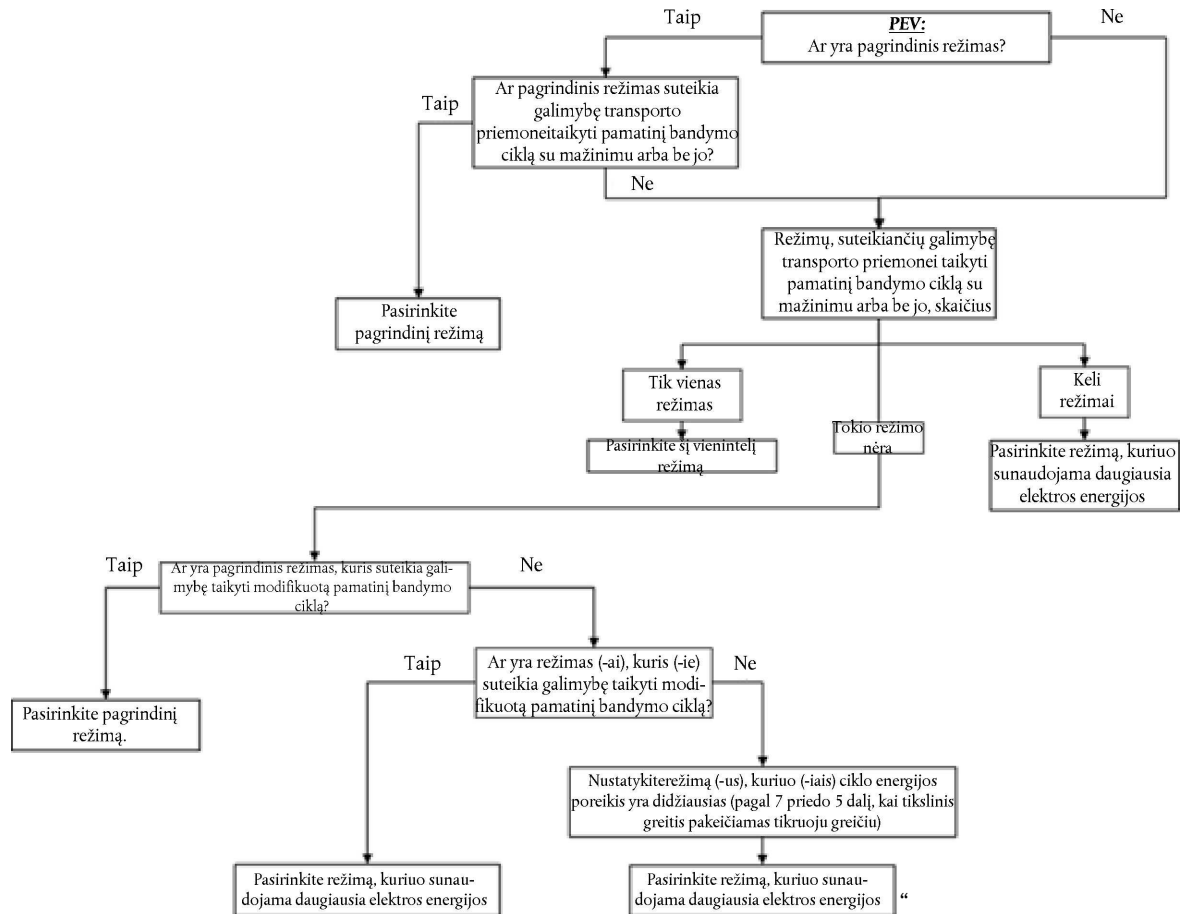 Taip
PEV:
Ar yra pagrindinis režimas?
Ne
Taip
Ar pagrindinis režimas suteikia
galimybę transporto
priemoneitaikyti pamatinį bandymo
ciklą su mažinimu arba be jo?
Ne
Režimų, suteikiančių galimybę
transporto priemonei taikyti
pamatinį bandymo ciklą su
mažinimu arba be jo, skaičius
Pasirinkite
pagrindinį režimą
Tik vienas
režimas
Keli
režimai
Tokio režimo
nėra
Pasirinkite sį vienintelį
režimą
Pasirinkite režimą, kuriuo
sunaudojama daugiausia
elektros energijos
Taip
Ar yra pagrindinis režimas, kuris suteikia gali-
mybę taikyti modifikuotą pamatinį bandymo
ciklą?
Ne
Taip
Ar yra režimas (-ai), kuris (-ie)
suteikia galimybę taikyti modi-
fikuotą pamatinį bandymo ciklą?
Ne
Pasirinkite pagrindinį
režimą.
Nustatykiterežimą (-us), kuriuo (-iais) ciklo energijos
poreikis yra didžiausias (pagal 7 priedo 5 dalį, kai tikslinis
greitis pakeičiamas tikruoju greičiu)
Pasirinkite režimą, kuriuo sunau-
dojama daugiausia elektros energijos
Pasirinkite režimą, kuriuo sunau-
dojama daugiausia elektros energijos “